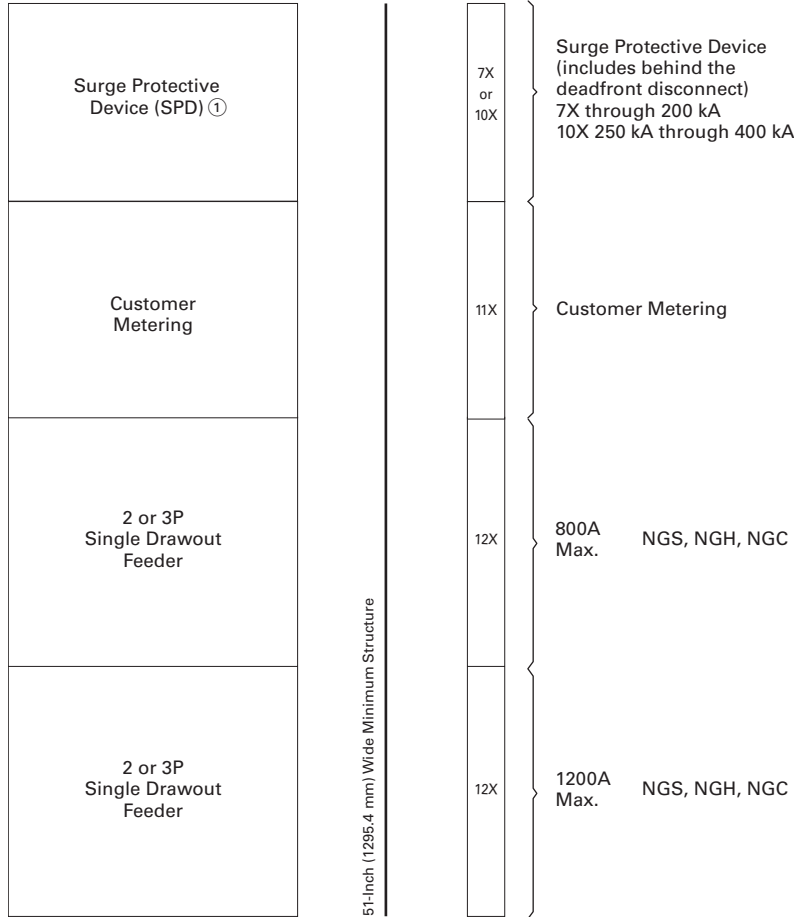 Surge Protective
Device (SPD) ①
7X
or
10X
Surge Protective Device
(includes behind the
deadfront disconnect)
7X through 200 kA
10X 250 kA through 400 kA
Customer
Metering
11X
Customer Metering
2 or 3P
Single Drawout
Feeder
12X
800A
Max.
NGS, NGH, NGC
2 or 3P
Single Drawout
Feeder
51-Inch (1295.4 mm) Wide Minimum Structure
12X
1200A
Max.
NGS, NGH, NGC